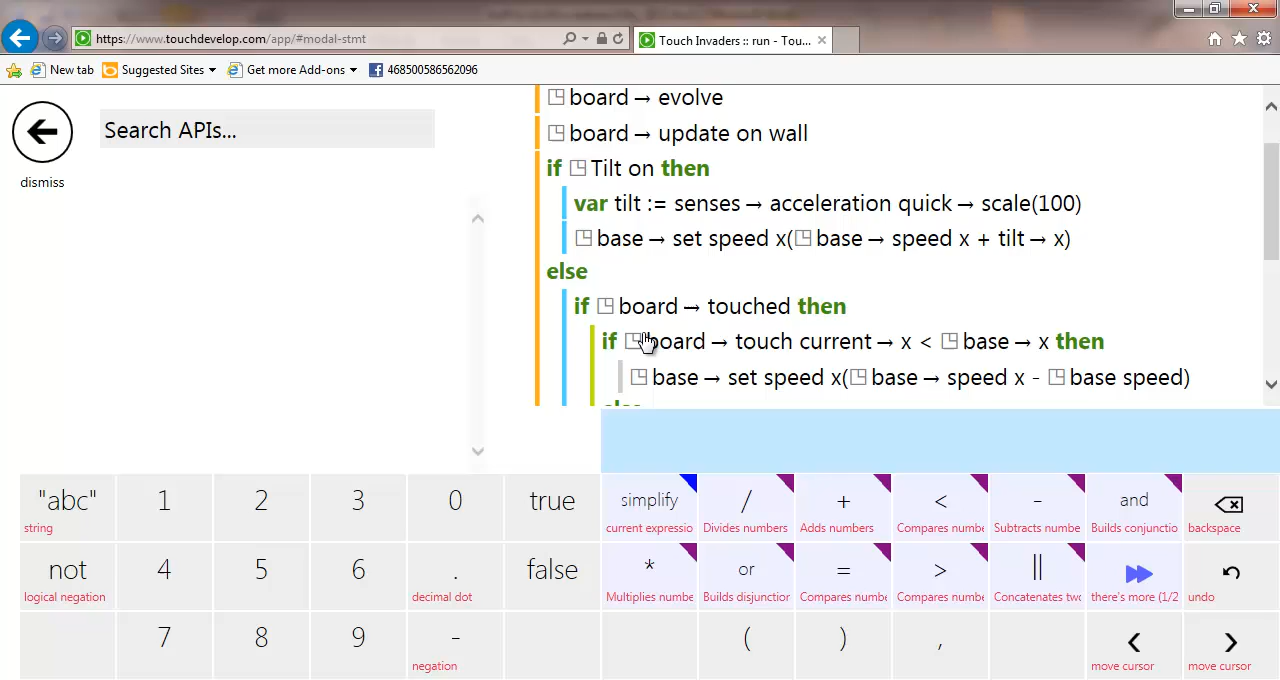 https://www.touchdevelop.com/app/#modal-stmt
Touch Invaders :: run - Tou...
New tab
Suggested Sites
Get more Add-ons
468500586562096
Search APIs...
dismiss
board → evolve
board → update on wall
if Tilt on then
var tilt := senses → acceleration quick → scale(100)
base → set speed x(base → speed x + tilt → x)
else
if board → touched then
if board → touch current → x < base → x then
base → set speed x(base → speed x - base speed)
else
"abc" 1 2 3 0 true simplify / + < - and
string current expressio Divides numbers Adds numbers Compares numbe Subtracts numbe Builds conjunctio backspace
not 4 5 6 . false * or = > ||
logical negation decimal dot Multiplies numbe Builds disjunction Compares numbe Compares numbe Concatenates two there's more (1/2 undo
7 8 9 - ( ) , ‹ ›
negation move cursor move cursor